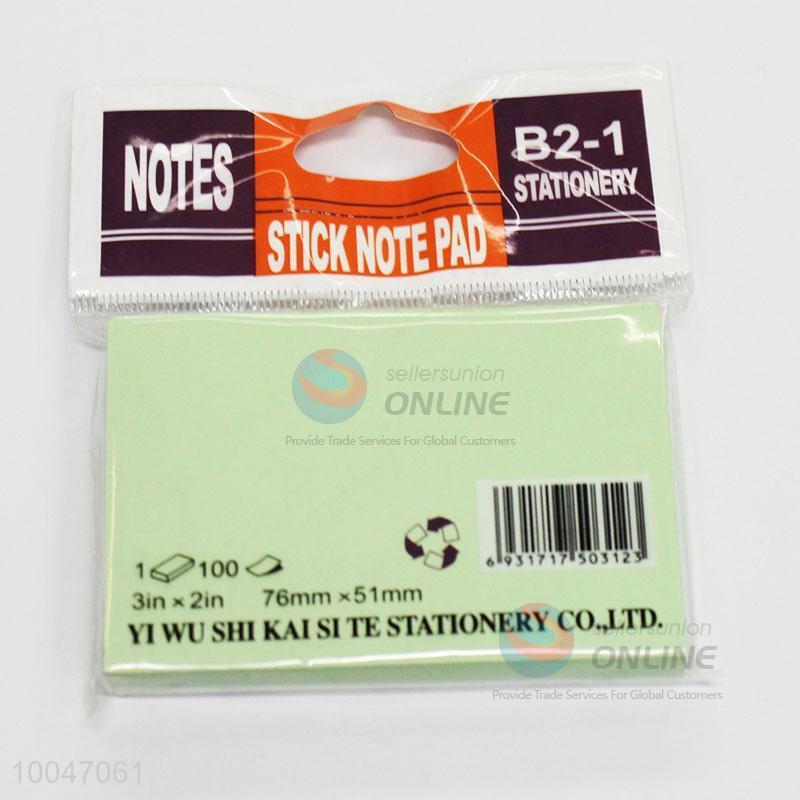 NOTES
STICK NOTE PAD
B2-1
STATIONERY
sellersunion
ONLINE
Provide Trade Services For Global Customers
6 931717 503123
1 100
3in × 2in 76mm ×51mm
YI WU SHI KAI SI TE STATIONERY CO.,LTD.
sellersunion
ONLINE
Provide Trade Services For Global Customers
10047061